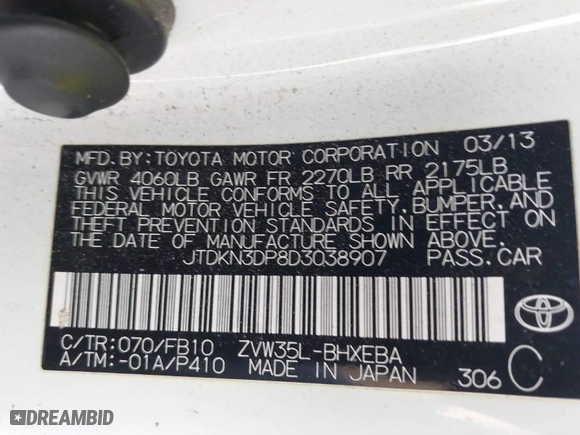 MFD. BY: TOYOTA MOTOR CORPORATION 03/13
GVWR 4060LB GAWR FR 2270LB RR 2175LB
THIS VEHICLE CONFORMS TO ALL APPLICABLE
FEDERAL MOTOR VEHICLE SAFETY, BUMPER, AND
THEFT PREVENTION STANDARDS IN EFFECT ON
THE DATE OF MANUFACTURE SHOWN ABOVE.
JTDKN3DP8D3038907 PASS. CAR
C/TR: 070/FB10 ZVW35L-BHXEBA
A/TM: -01A/P410 MADE IN JAPAN 306 C
TOYOTA
DREAMBID